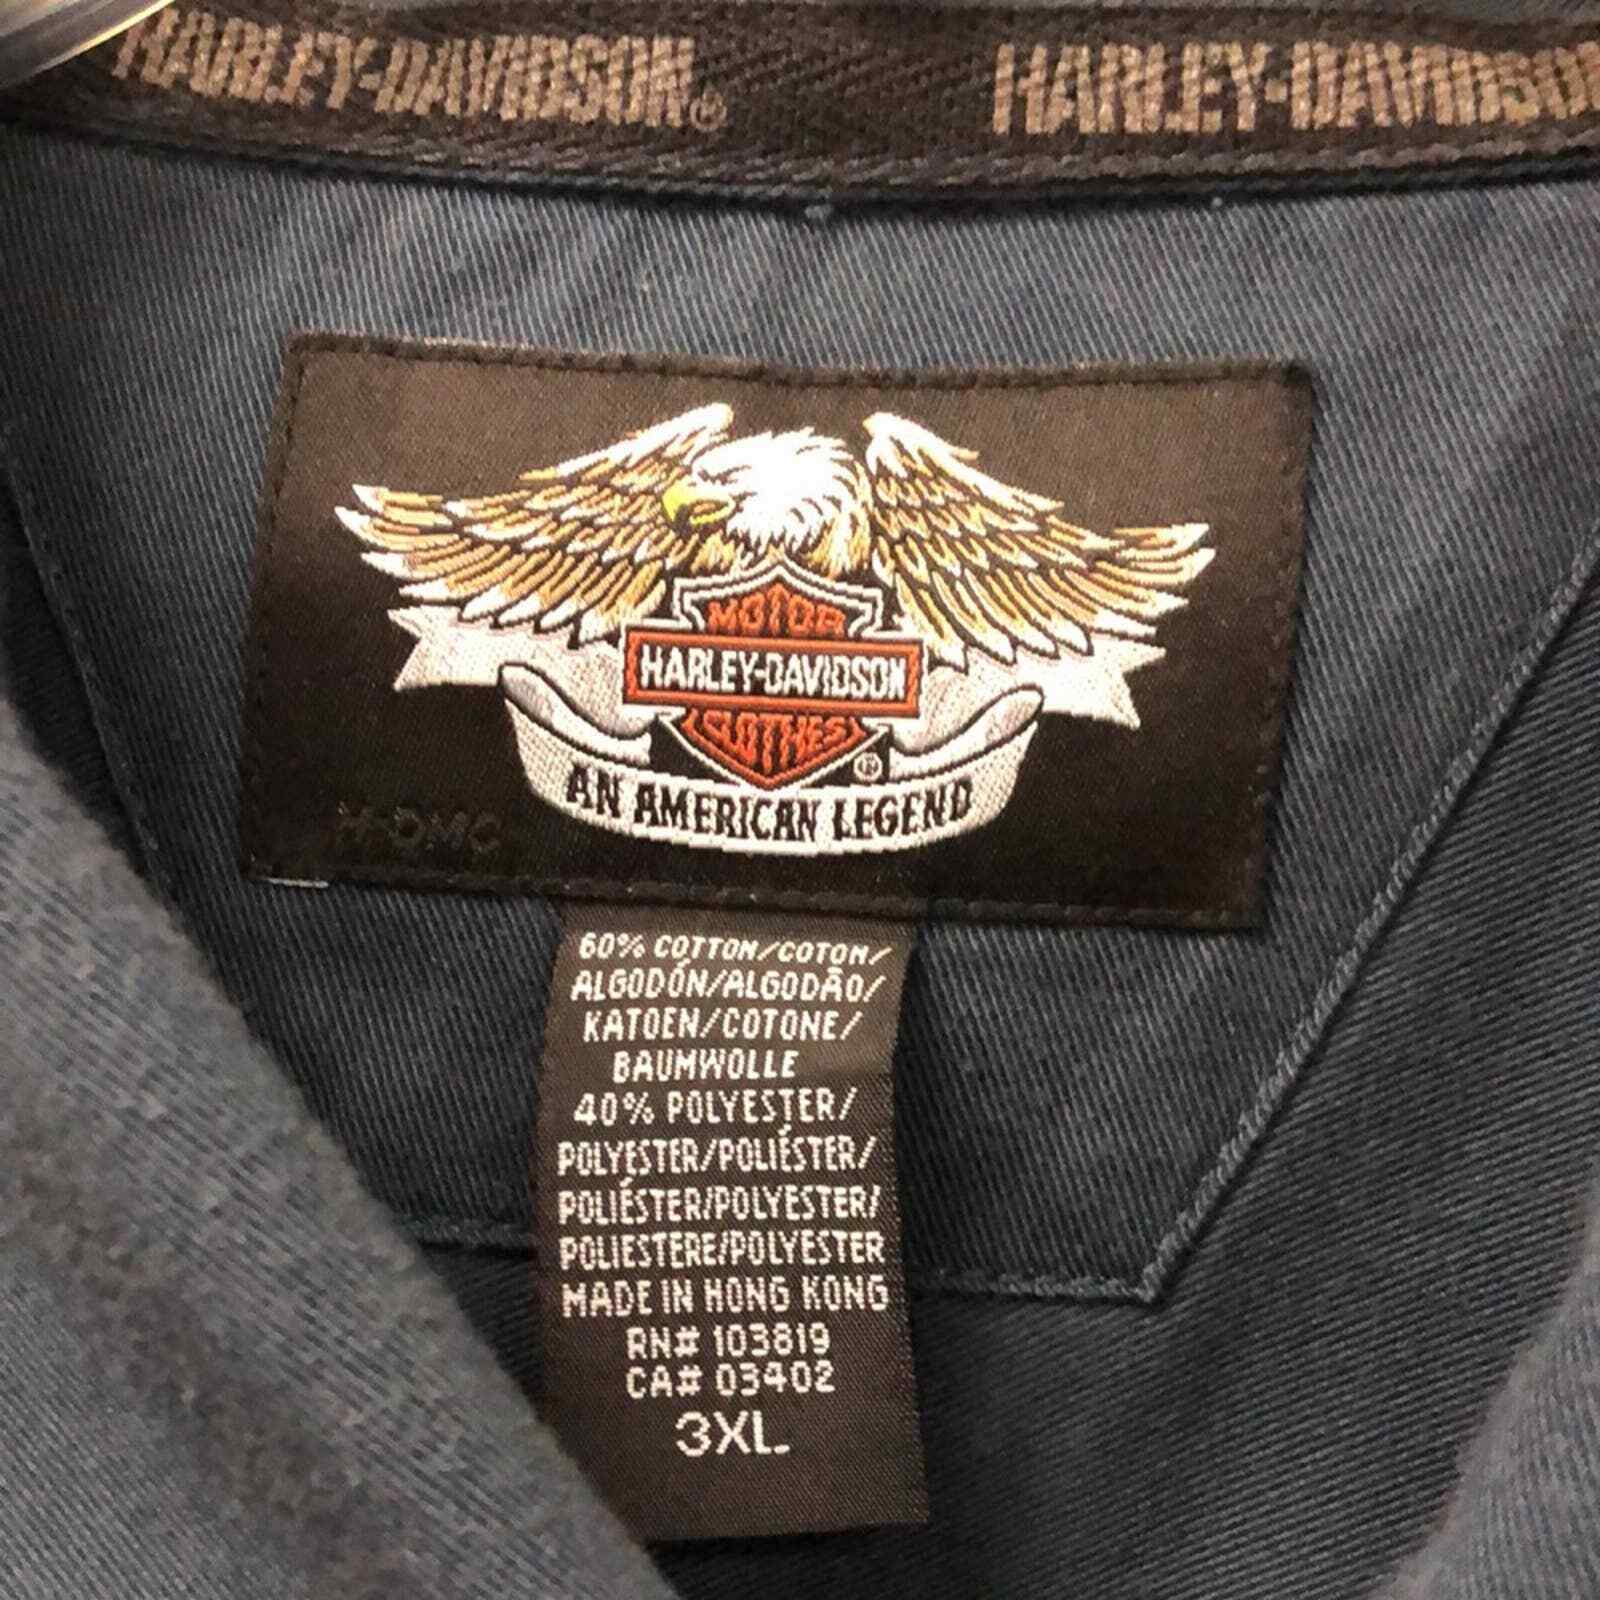 HARLEY-DAVIDSON® HARLEY-DAVIDSON
MOTOR
HARLEY-DAVIDSON
CLOTHES
®
AN AMERICAN LEGEND
H-DMC
60% COTTON/COTON/
ALGODÓN/ALGODÃO/
KATOEN/COTONE/
BAUMWOLLE
40% POLYESTER/
POLYESTER/POLIÉSTER/
POLIÉSTER/POLYESTER/
POLIESTERE/POLYESTER
MADE IN HONG KONG
RN# 103819
CA# 03402
3XL